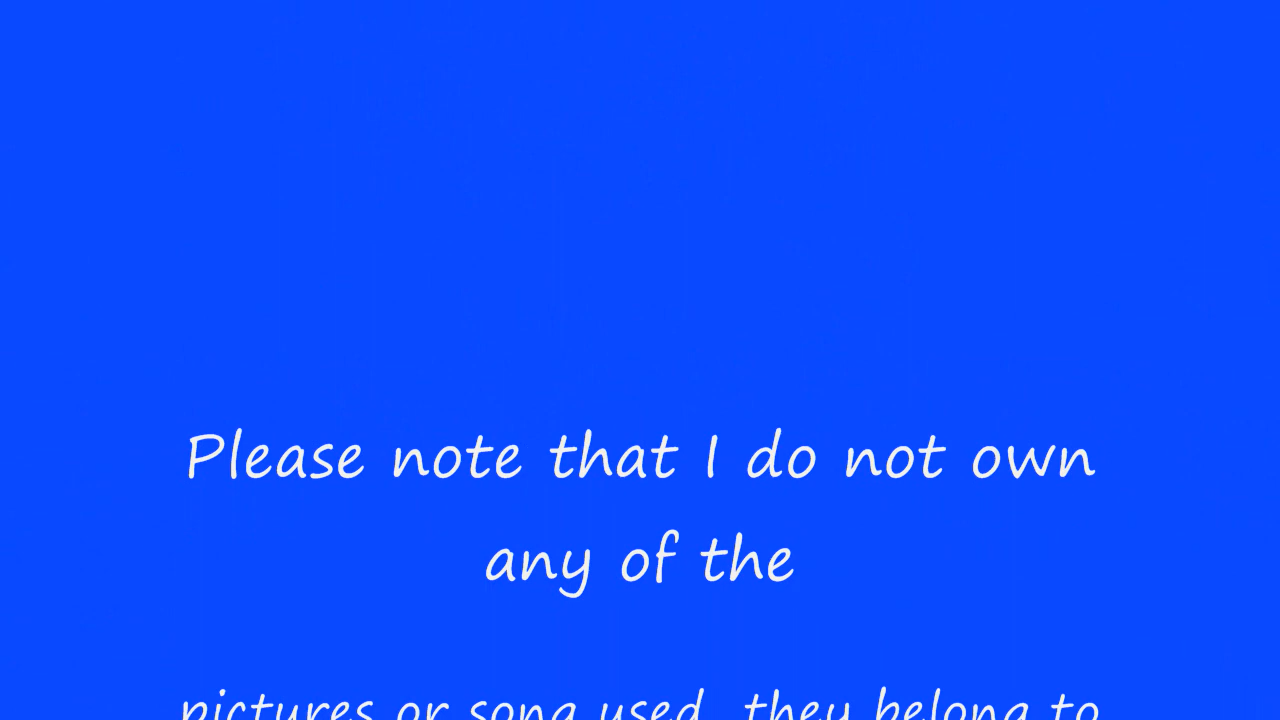 Please note that I do not own
any of the
pictures or song used, they belong to